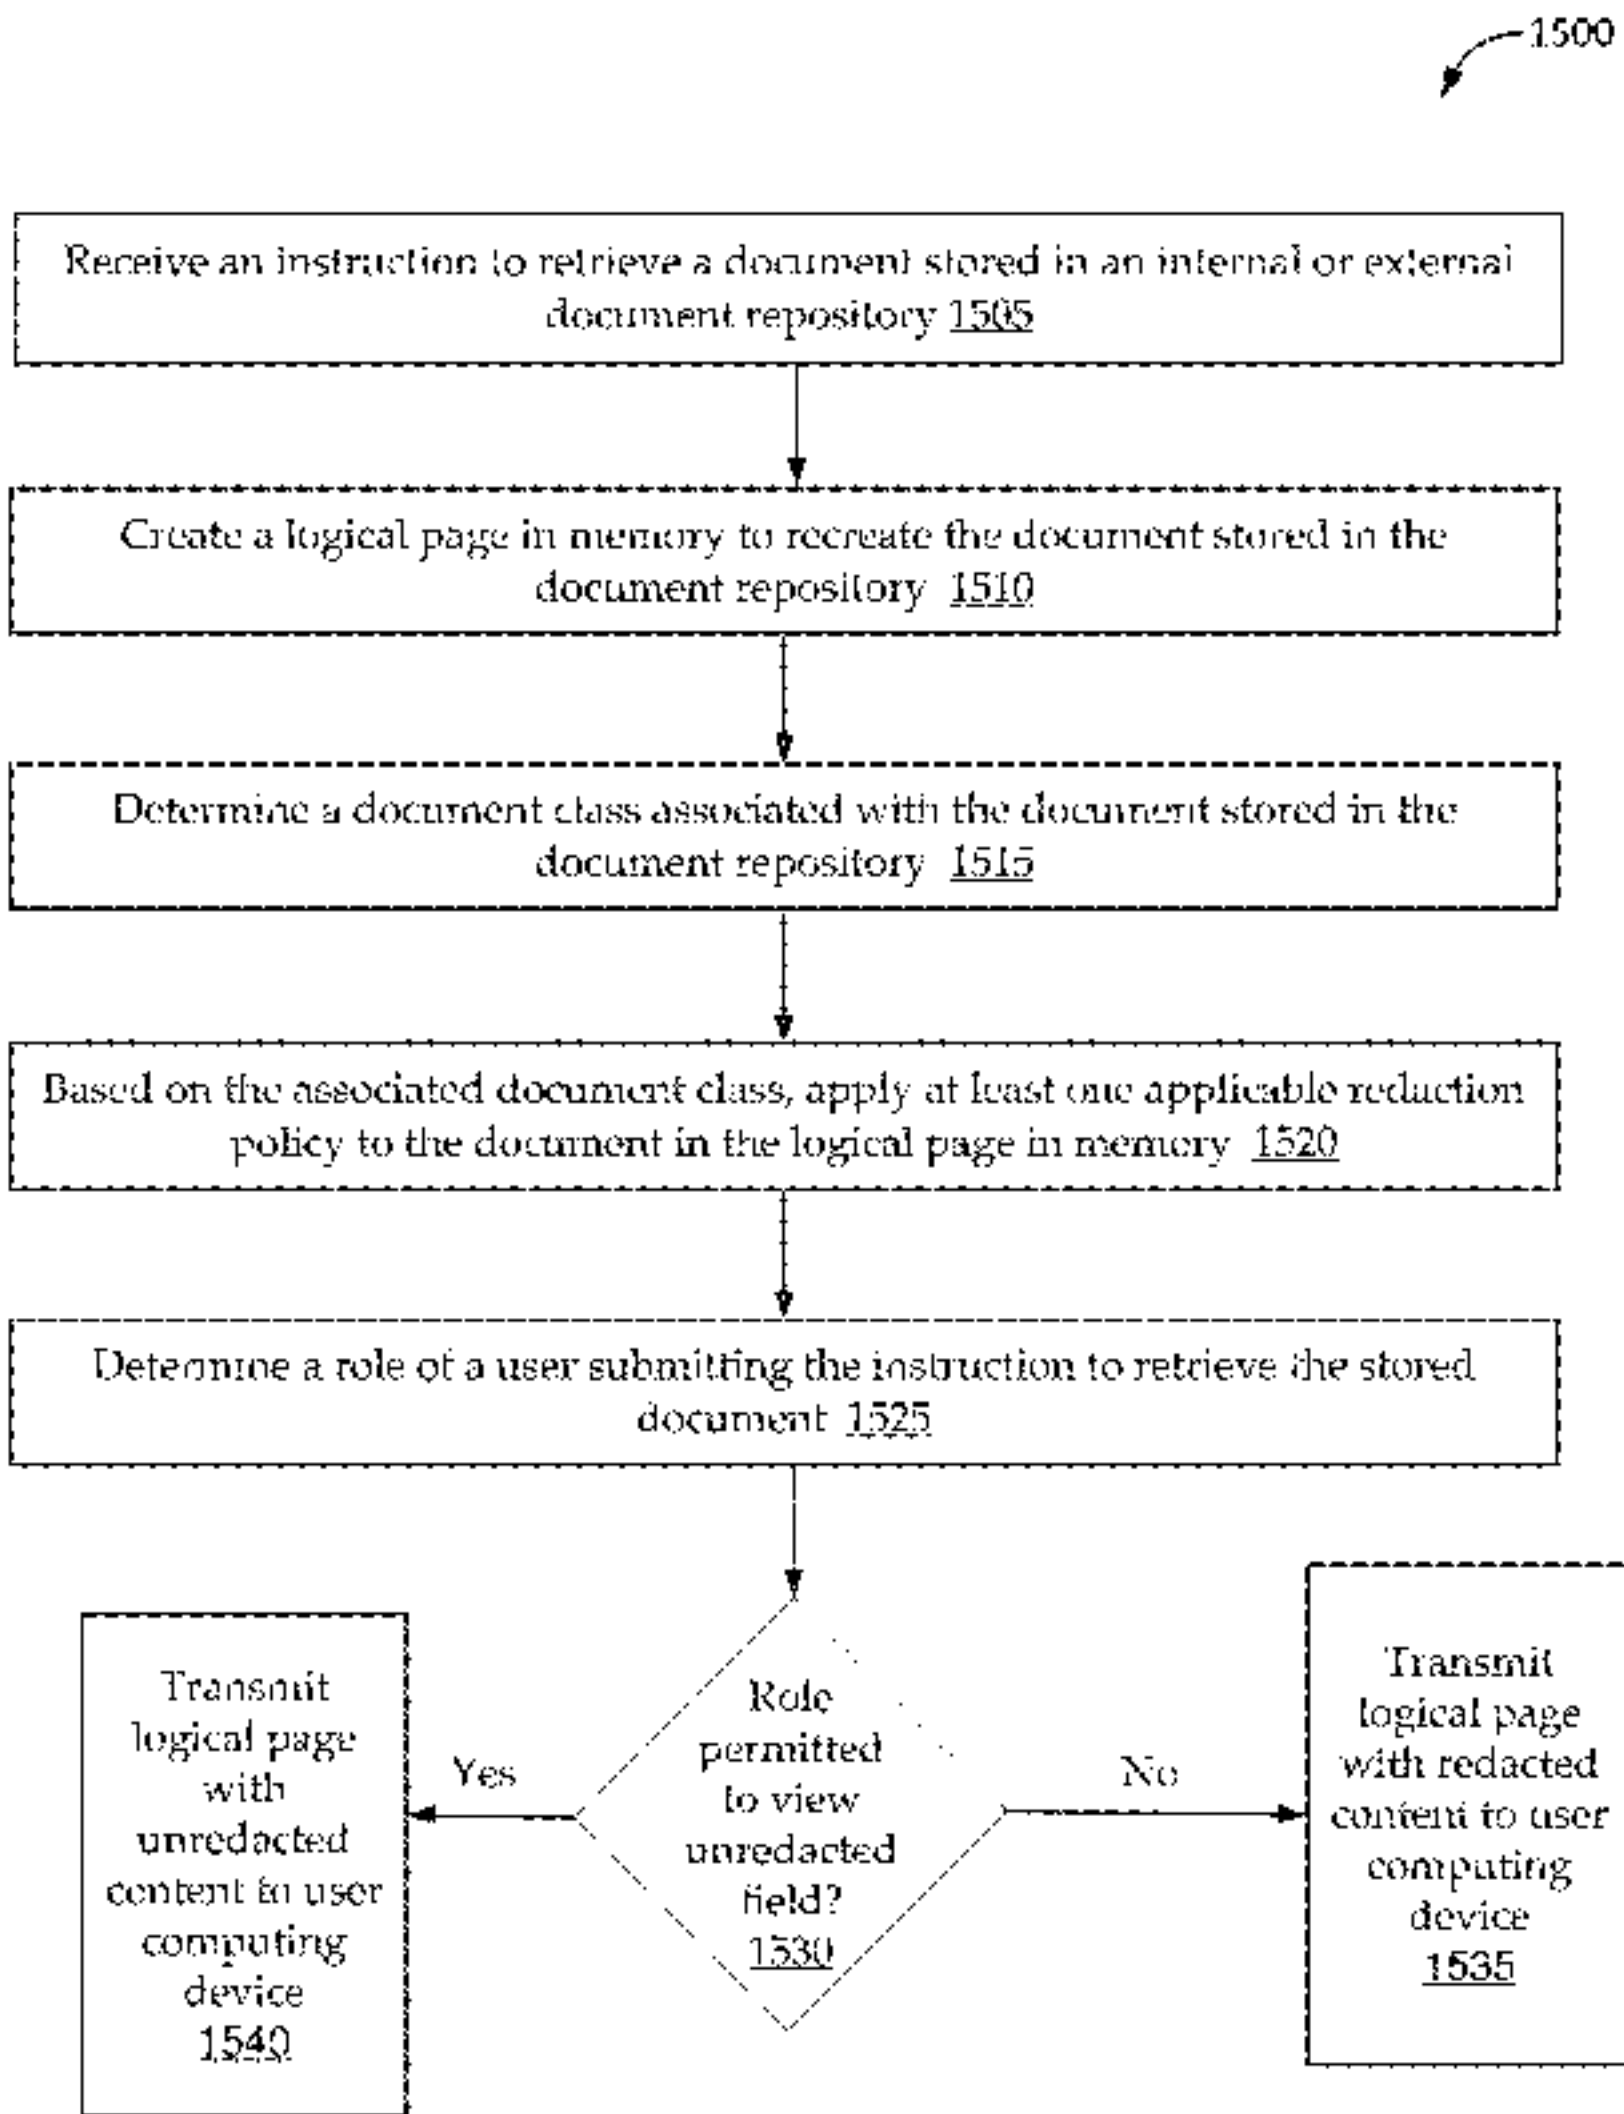 1500
Receive an instruction to retrieve a document stored in an internal or external
document repository 1505
Create a logical page in memory to recreate the document stored in the
document repository 1510
Determine a document class associated with the document stored in the
document repository 1515
Based on the associated document class, apply at least one applicable redaction
policy to the document in the logical page in memory 1520
Determine a role of a user submitting the instruction to retrieve the stored
document 1525
Role
permitted
to view
unredacted
field?
1530
Yes
No
Transmit
logical page
with
unredacted
content to user
computing
device
1540
Transmit
logical page
with redacted
content to user
computing
device
1535